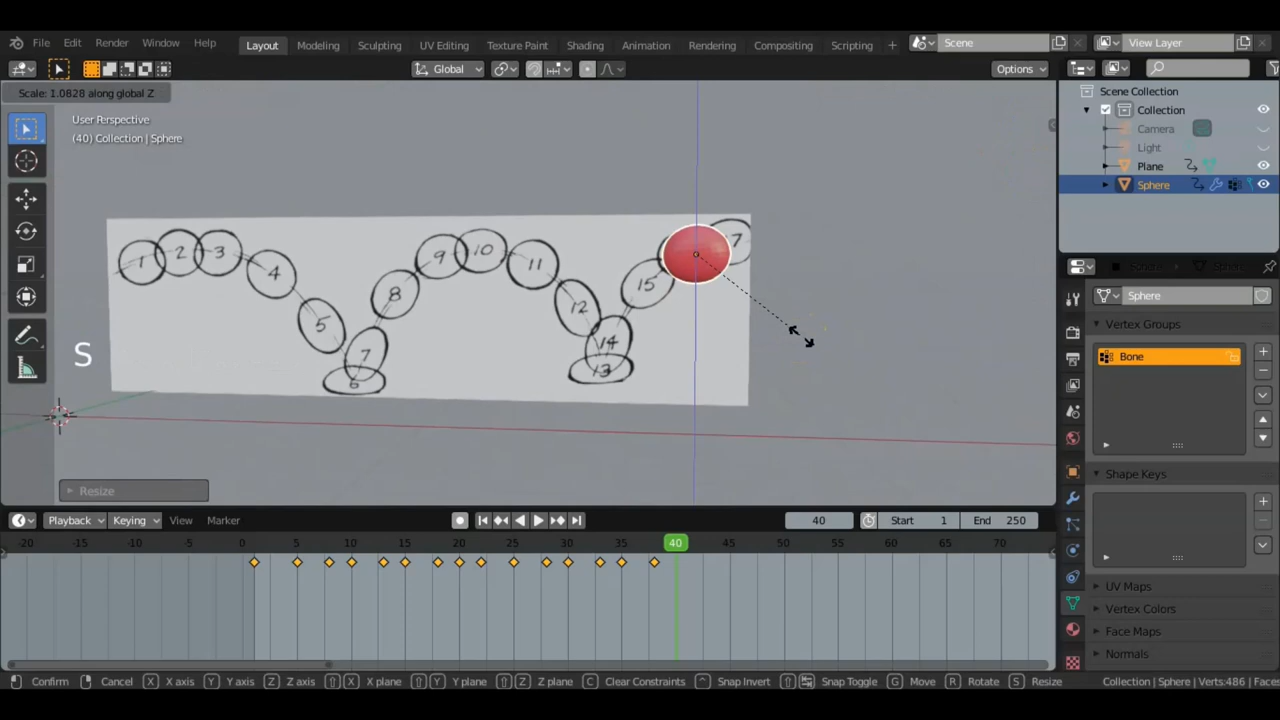 File Edit Render Window Help Layout Modeling Sculpting UV Editing Texture Paint Shading Animation Rendering Compositing Scripting + Scene View Layer
Global Options
Scale: 1.0628 along global Z
User Perspective
(40) Collection | Sphere
Scene Collection
Collection
Camera
Light
Plane
Sphere
Sphere
Vertex Groups
Bone
Shape Keys
UV Maps
Vertex Colors
Face Maps
Normals
1 2 3 4 5 6 7 8 9 10 11 12 13 14 15 7
S
Resize
Playback Keying View Marker 40 Start 1 End 250
-20 -15 -10 -5 0 5 10 15 20 25 30 35 40 45 50 55 60 65 70
Confirm Cancel X X axis Y Y axis Z Z axis X X plane Y Y plane Z Z plane C Clear Constraints ^ Snap Invert Snap Toggle G Move R Rotate S Resize Collection | Sphere | Verts:486 | Faces